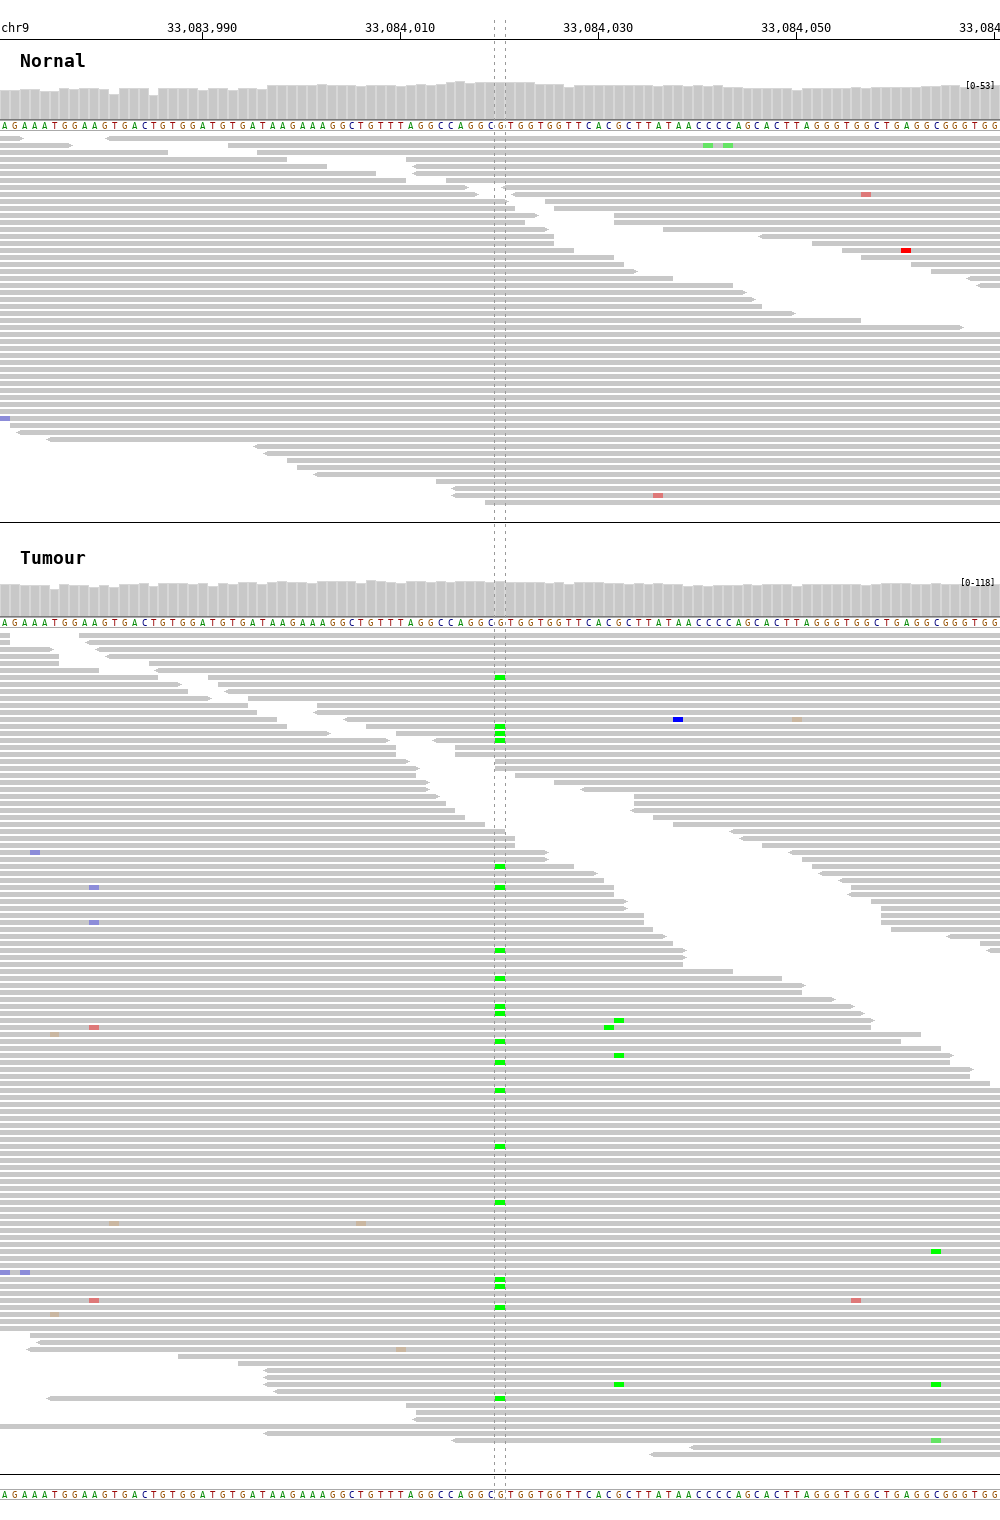 chr9 33,083,990 33,084,010 33,084,030 33,084,050 33,084
Nornal
[0-53]
AGAAATGGAAGTGACTGTGGATGTGATAAGAAAGGCTGTTTAGGCCAGGCGTGGTGGTTCACGCTTATAACCCCAGCACTTAGGGTGGCTGAGGCGGGTGG
Tumour
[0-118]
AGAAATGGAAGTGACTGTGGATGTGATAAGAAAGGCTGTTTAGGCCAGGCGTGGTGGTTCACGCTTATAACCCCAGCACTTAGGGTGGCTGAGGCGGGTGG
AGAAATGGAAGTGACTGTGGATGTGATAAGAAAGGCTGTTTAGGCCAGGCGTGGTGGTTCACGCTTATAACCCCAGCACTTAGGGTGGCTGAGGCGGGTGG